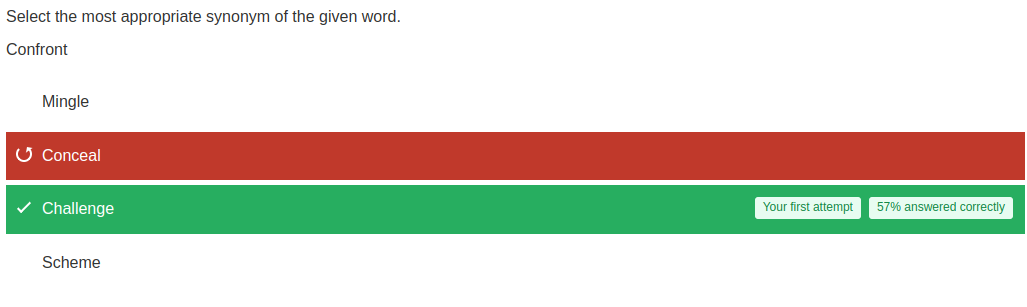 Select the most appropriate synonym of the given word.
Confront
Mingle
Conceal
Challenge Your first attempt 57% answered correctly
Scheme